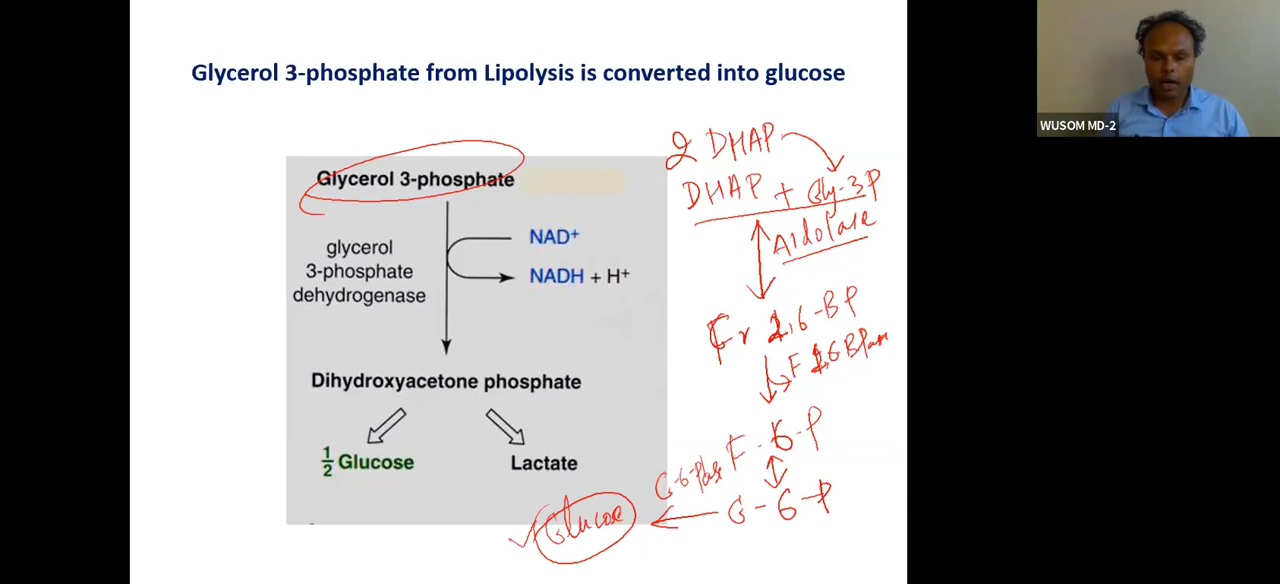 Glycerol 3-phosphate from Lipolysis is converted into glucose
WUSOM MD-2
Glycerol 3-phosphate
glycerol
3-phosphate
dehydrogenase
NAD+
NADH + H+
Dihydroxyacetone phosphate
½ Glucose
Lactate
2 DHAP
DHAP + Gly-3P
Aldolase
Fr 1,6-BP
F 1,6 BPase
F-6-P
G-6-Pase
G-6-P
Glucose